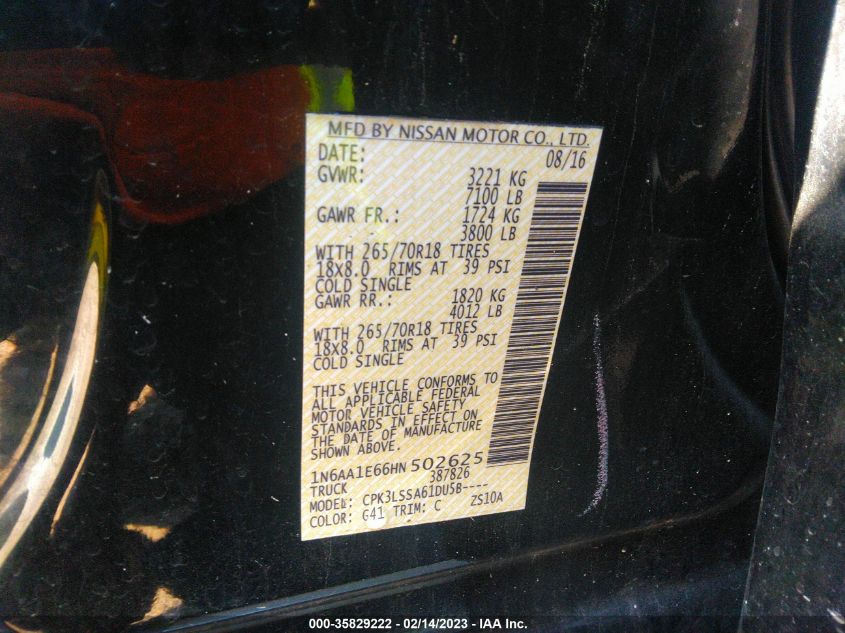 MFD BY NISSAN MOTOR CO., LTD.
DATE: 08/16
GVWR: 3221 KG
7100 LB
GAWR FR.: 1724 KG
3800 LB
WITH 265/70R18 TIRES
18X8.0 RIMS AT 39 PSI
COLD SINGLE
GAWR RR.: 1820 KG
4012 LB
WITH 265/70R18 TIRES
18X8.0 RIMS AT 39 PSI
COLD SINGLE
THIS VEHICLE CONFORMS TO
ALL APPLICABLE FEDERAL
MOTOR VEHICLE SAFETY
STANDARDS IN EFFECT ON
THE DATE OF MANUFACTURE
SHOWN ABOVE.
1N6AA1E66HN 502625
TRUCK 387826
MODEL: CPK3LSSA61DU5B----
COLOR: G41 TRIM: C ZS10A
000-35829222 - 02/14/2023 - IAA Inc.